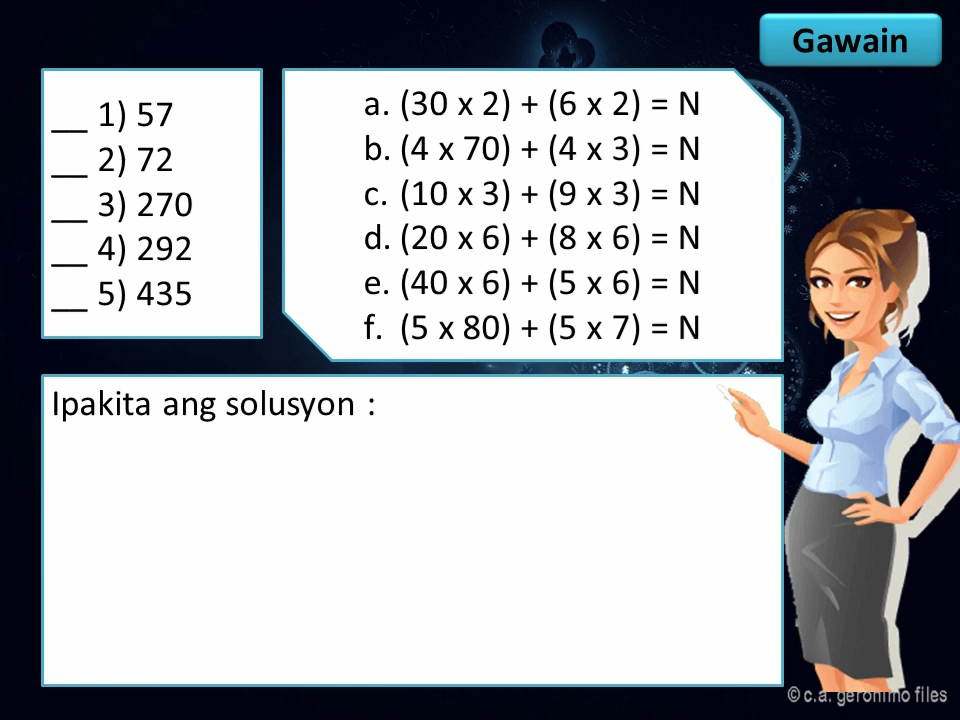 Gawain
__ 1) 57
__ 2) 72
__ 3) 270
__ 4) 292
__ 5) 435
a. (30 x 2) + (6 x 2) = N
b. (4 x 70) + (4 x 3) = N
c. (10 x 3) + (9 x 3) = N
d. (20 x 6) + (8 x 6) = N
e. (40 x 6) + (5 x 6) = N
f. (5 x 80) + (5 x 7) = N
Ipakita ang solusyon :
© c.a. geronimo files